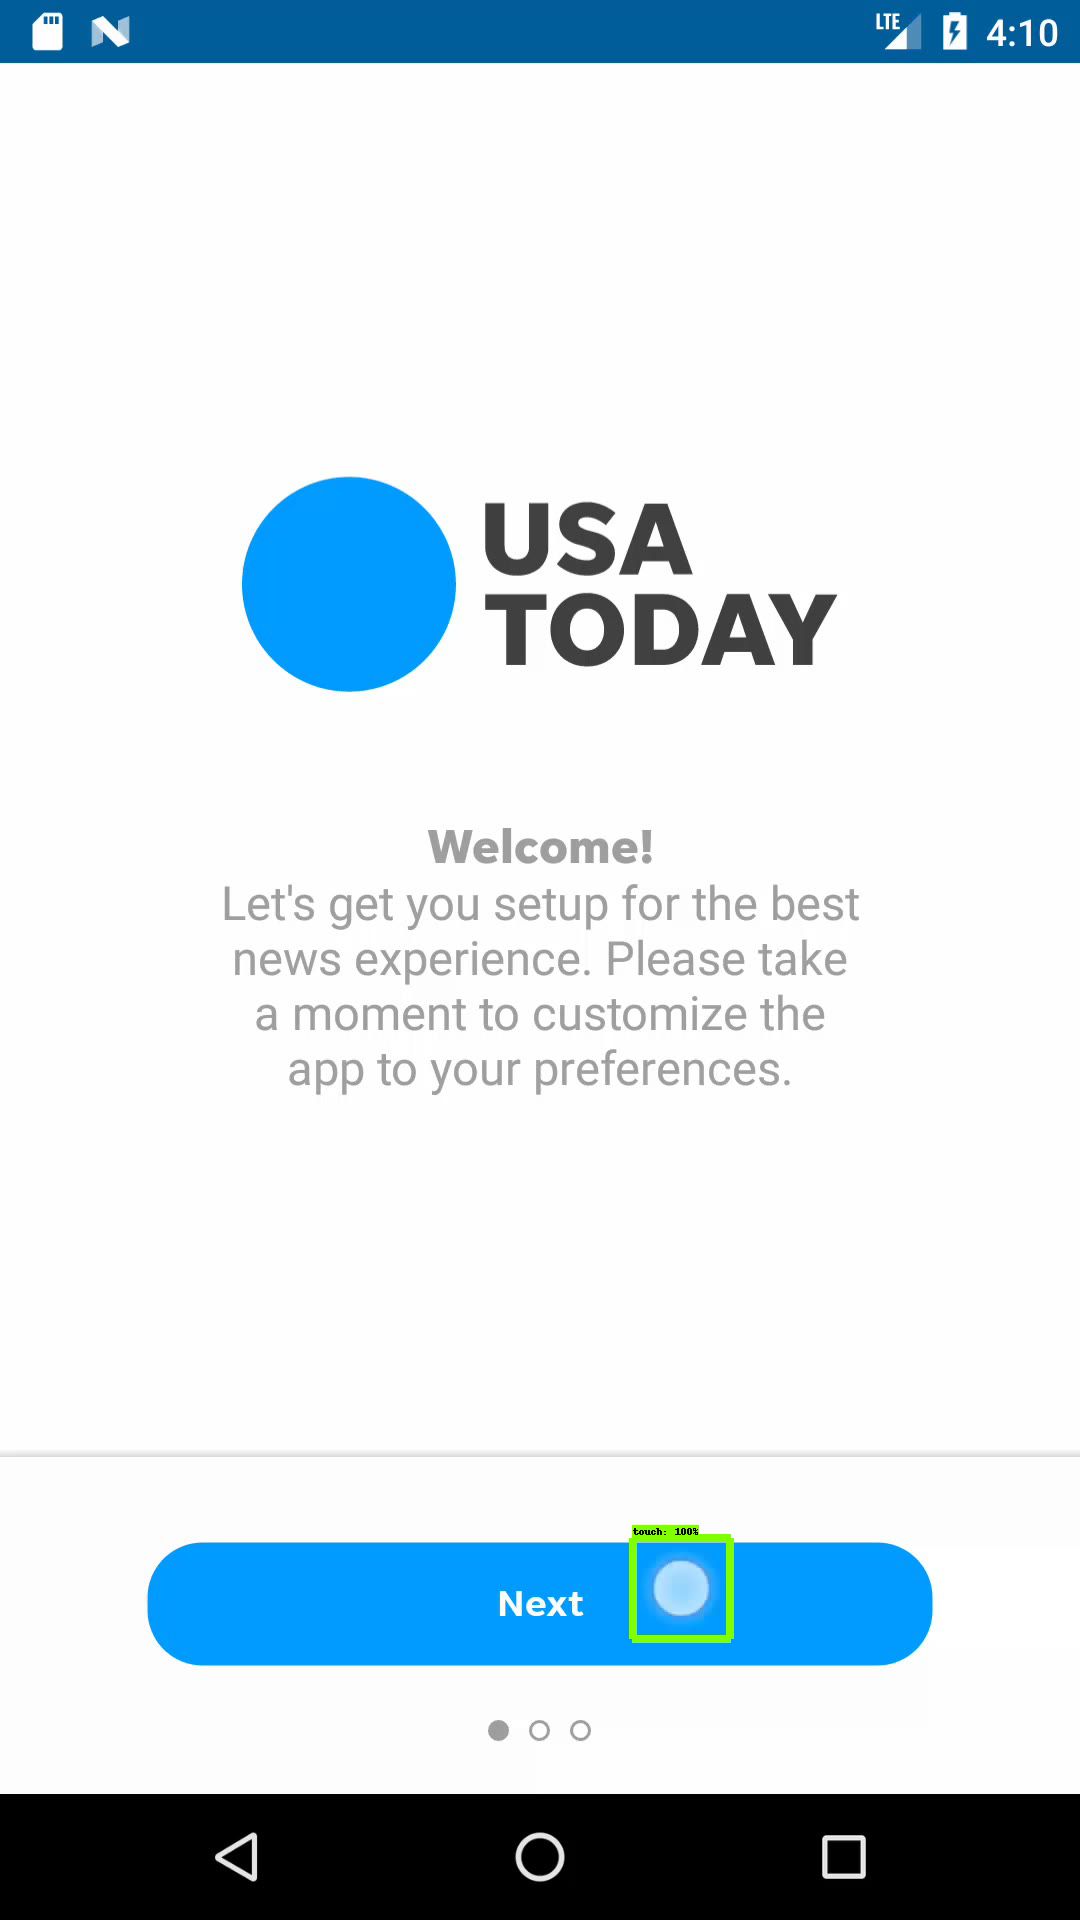 LTE 4:10
USA
TODAY
Welcome!
Let's get you setup for the best
news experience. Please take
a moment to customize the
app to your preferences.
touch: 100%
Next